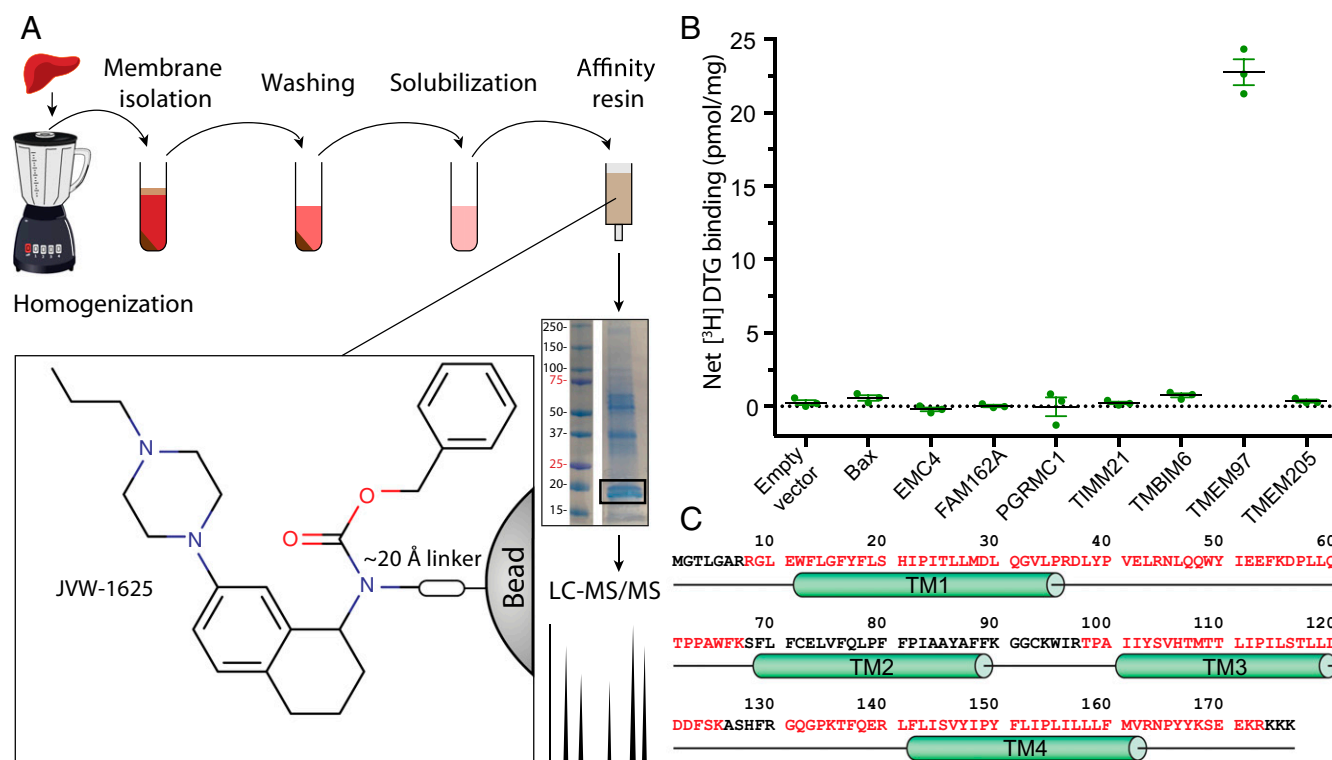 A
Membrane
isolation
Washing
Solubilization
Affinity
resin
Homogenization
250-
150-
100-
75-
50-
37-
25-
20-
15-
JVW-1625
~20 Å linker
Bead
LC-MS/MS
B
Net [³H] DTG binding (pmol/mg)
25
20
15
10
5
0
Empty vector
Bax
EMC4
FAM162A
PGRMC1
TIMM21
TMBIM6
TMEM97
TMEM205
C
10 20 30 40 50 60
MGTLGARRGL EWFLGFYFLS HIPITLLMDL QGVLPRDLYP VELRNLQQWY IEEFKDPLLQ
TM1
70 80 90 100 110 120
TPPAWFKSFL FCELVFQLPF FPIAAYAFFK GGCKWIRTPA IIYSVHTMTT LIPILSTLLL
TM2 TM3
130 140 150 160 170
DDFSKASHFR GQGPKTFQER LFLISVYIPY FLIPLILLLF MVRNPYYKSE EKRKKK
TM4